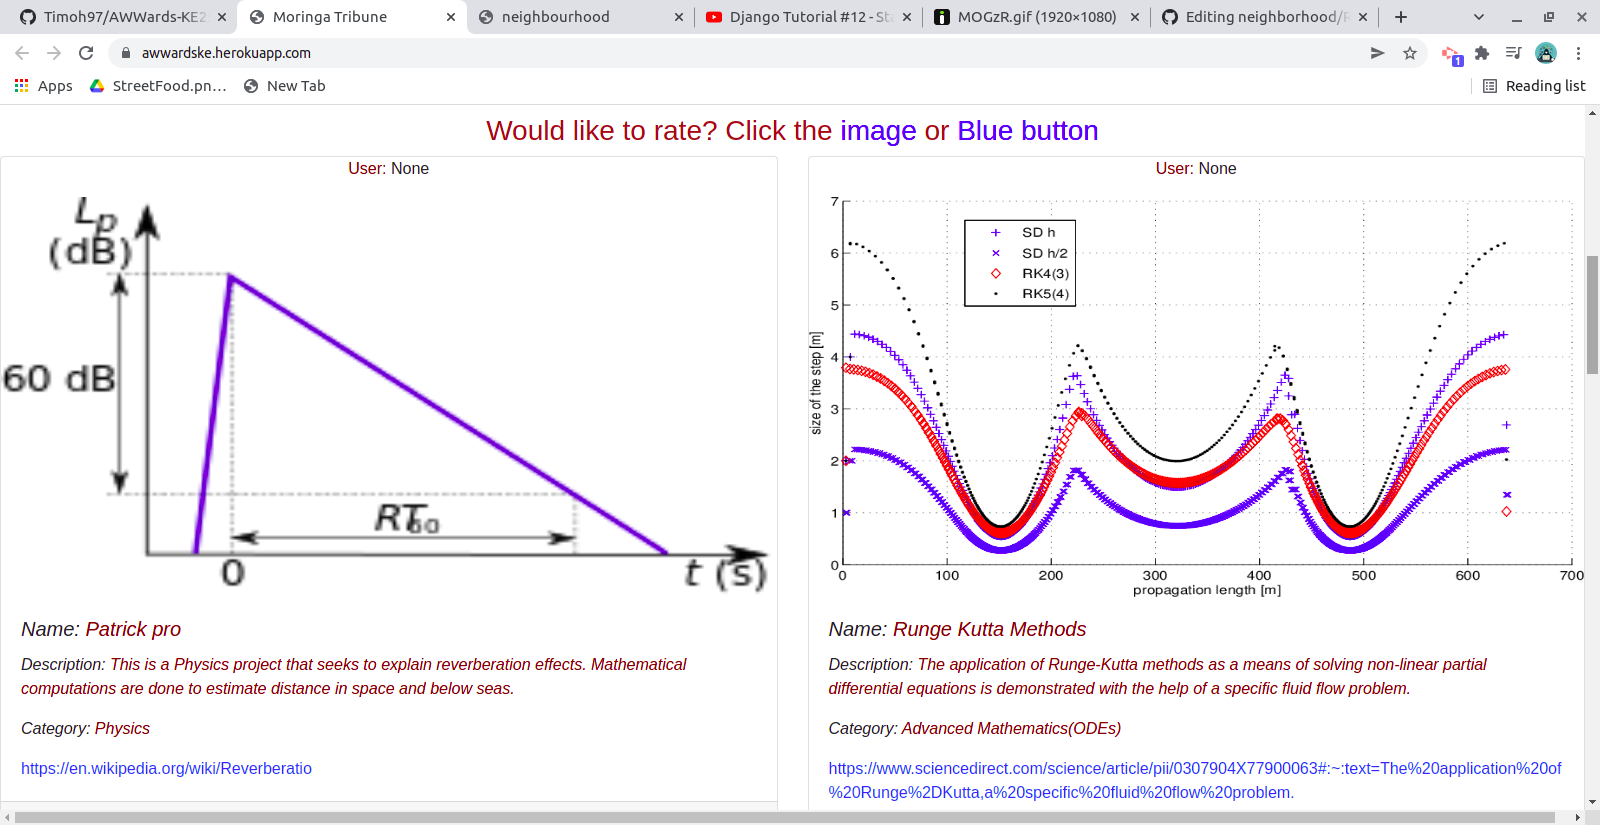 Timoh97/AWWards-KE2
Moringa Tribune
neighbourhood
Django Tutorial #12 - Sta
MOGzR.gif (1920×1080)
Editing neighborhood/R
awwardske.herokuapp.com
1
Apps
StreetFood.pn...
New Tab
Reading list
Would like to rate? Click the image or Blue button
User: None
Lp
(dB)
60 dB
RT60
0
t (s)
Name: Patrick pro
Description: This is a Physics project that seeks to explain reverberation effects. Mathematical
computations are done to estimate distance in space and below seas.
Category: Physics
https://en.wikipedia.org/wiki/Reverberatio
User: None
7
6
5
4
3
2
1
0
size of the step [m]
SD h
SD h/2
RK4(3)
RK5(4)
0 100 200 300 400 500 600 700
propagation length [m]
Name: Runge Kutta Methods
Description: The application of Runge-Kutta methods as a means of solving non-linear partial
differential equations is demonstrated with the help of a specific fluid flow problem.
Category: Advanced Mathematics(ODEs)
https://www.sciencedirect.com/science/article/pii/0307904X77900063#:~:text=The%20application%20of
%20Runge%2DKutta,a%20specific%20fluid%20flow%20problem.